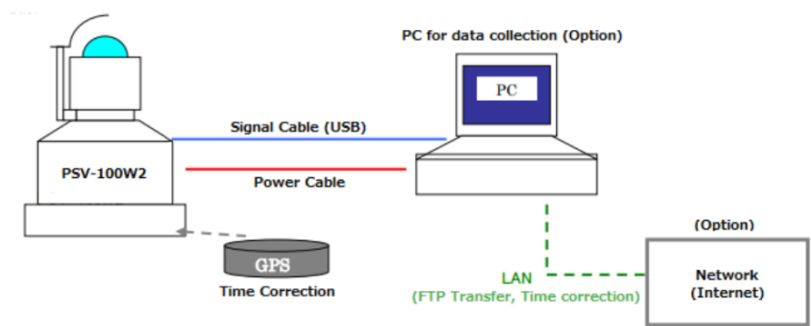 PC for data collection (Option)
PC
Signal Cable (USB)
PSV-100W2
Power Cable
(Option)
GPS
Time Correction
LAN
(FTP Transfer, Time correction)
Network
(Internet)